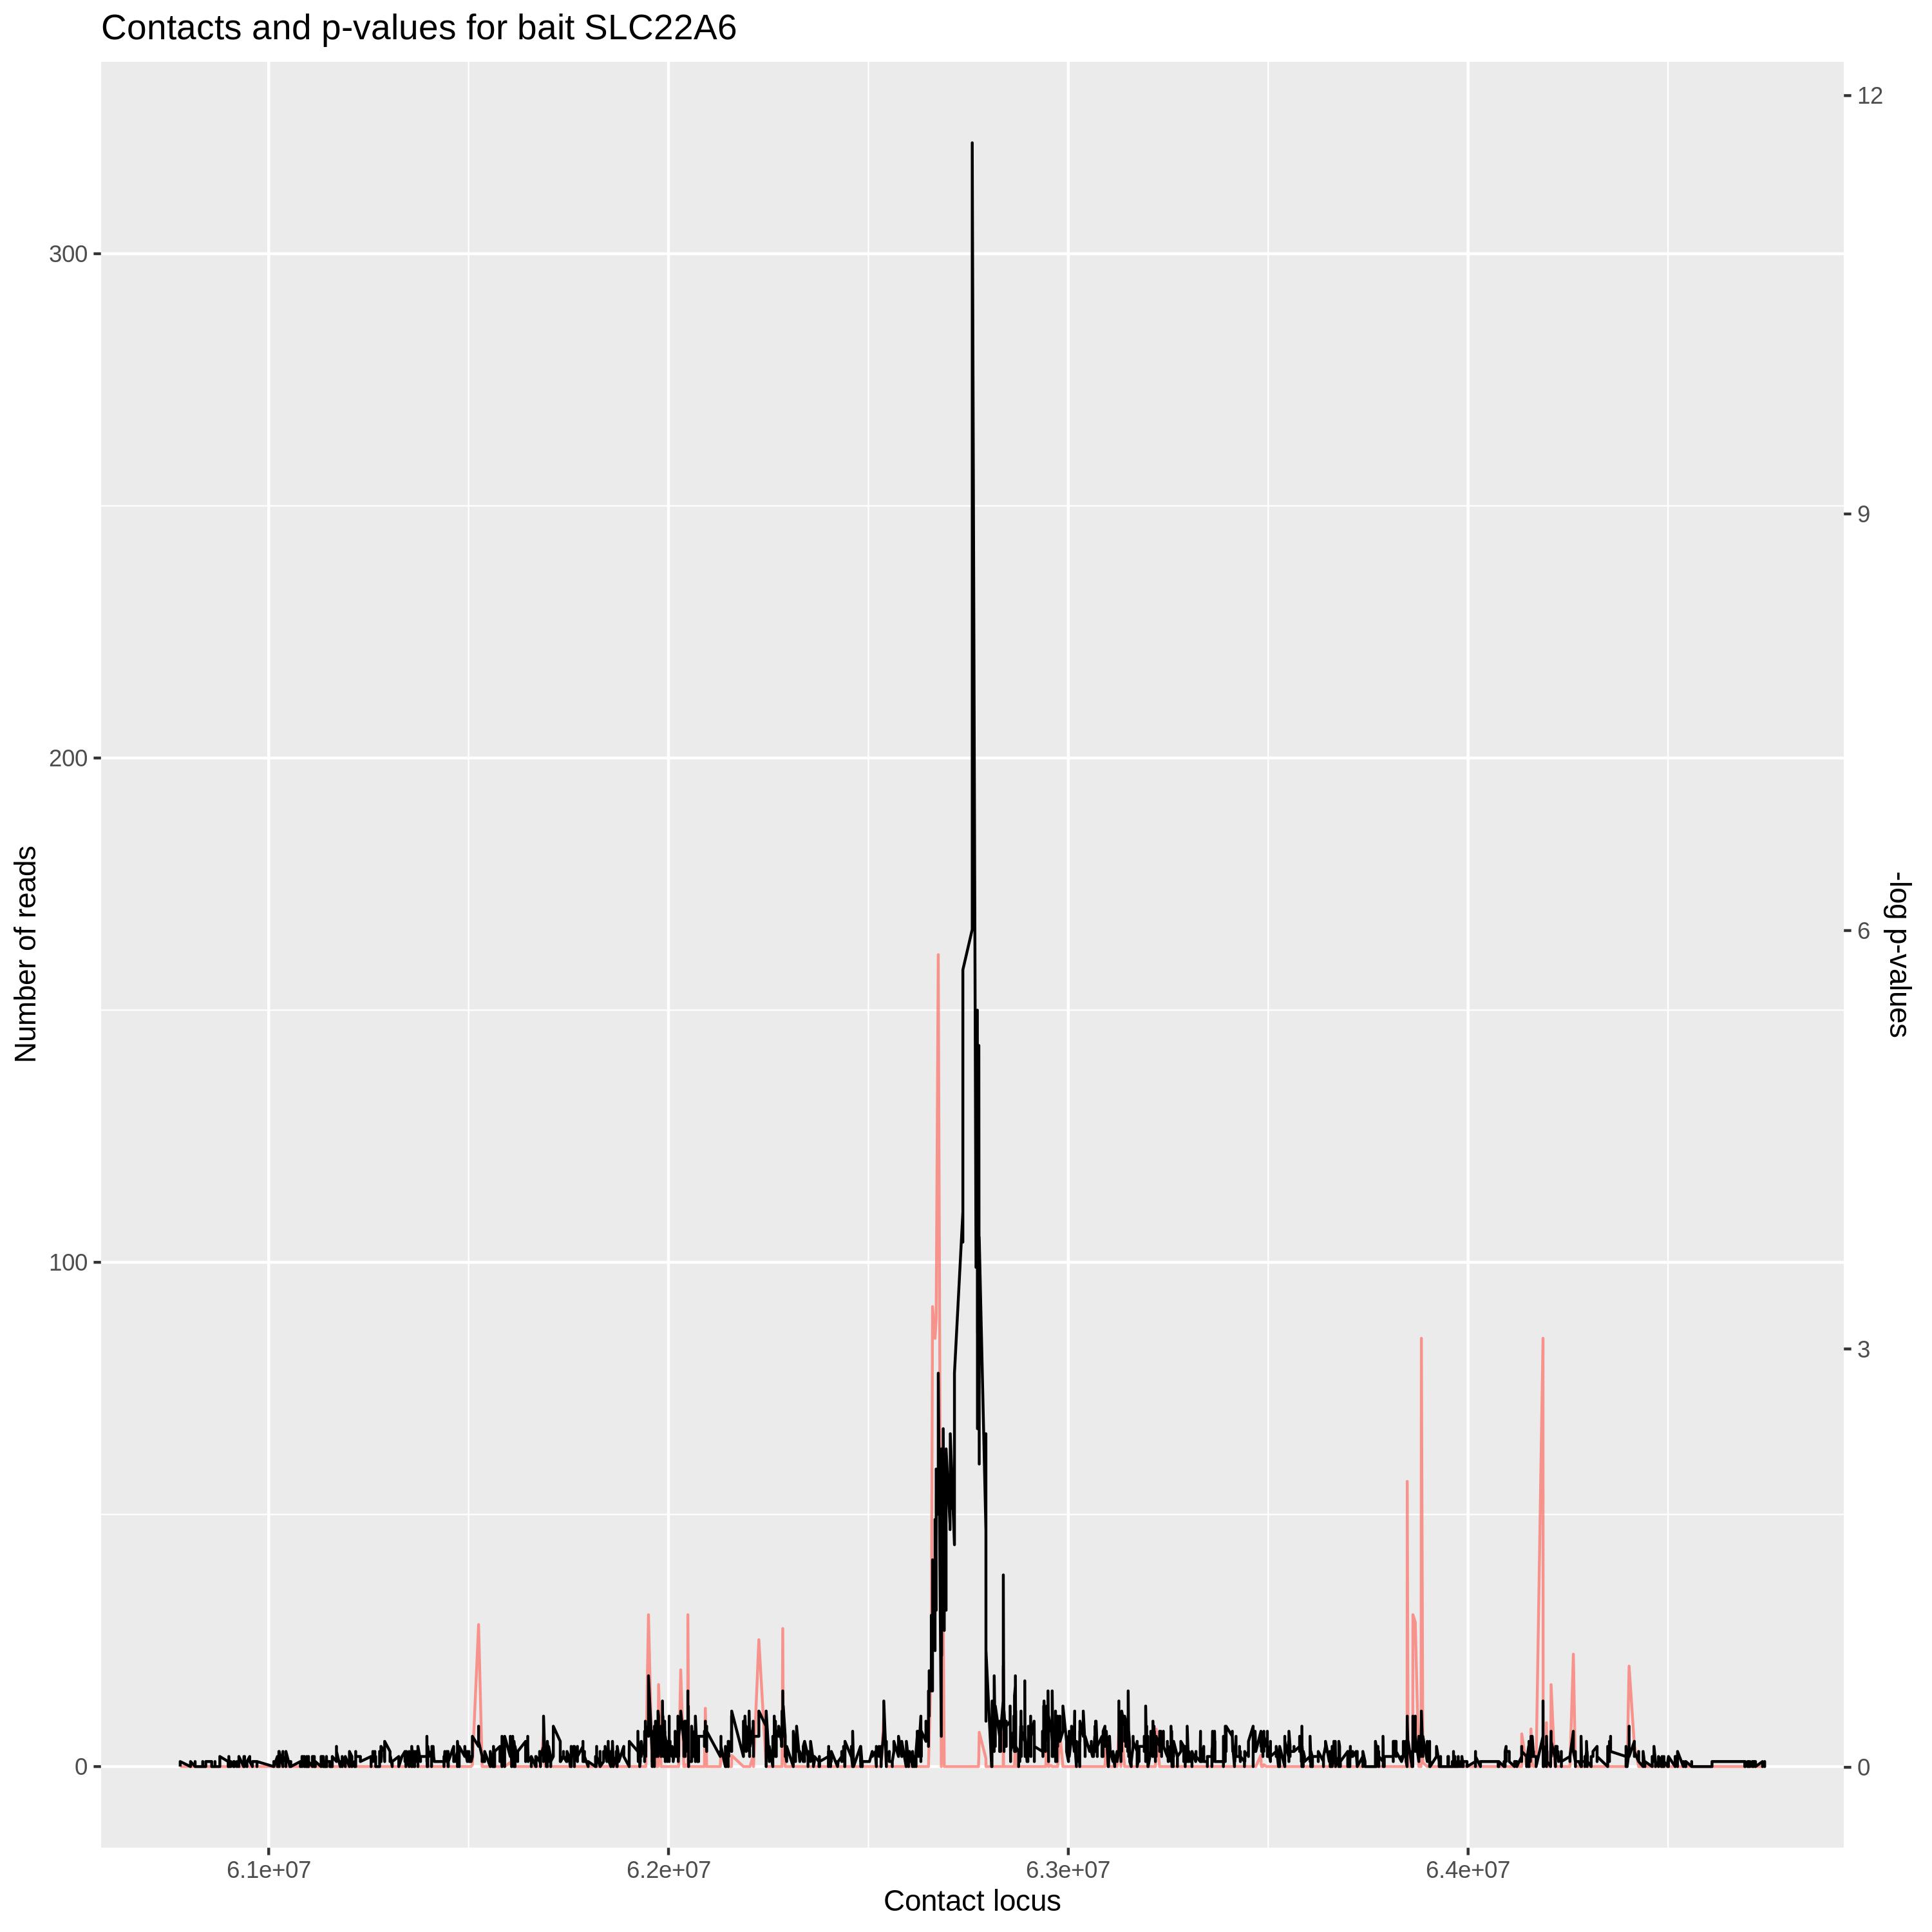 Contacts and p-values for bait SLC22A6
12
300
9
200
Number of reads
-log p-values
6
100
3
0
0
6.1e+07
6.2e+07
6.3e+07
6.4e+07
Contact locus